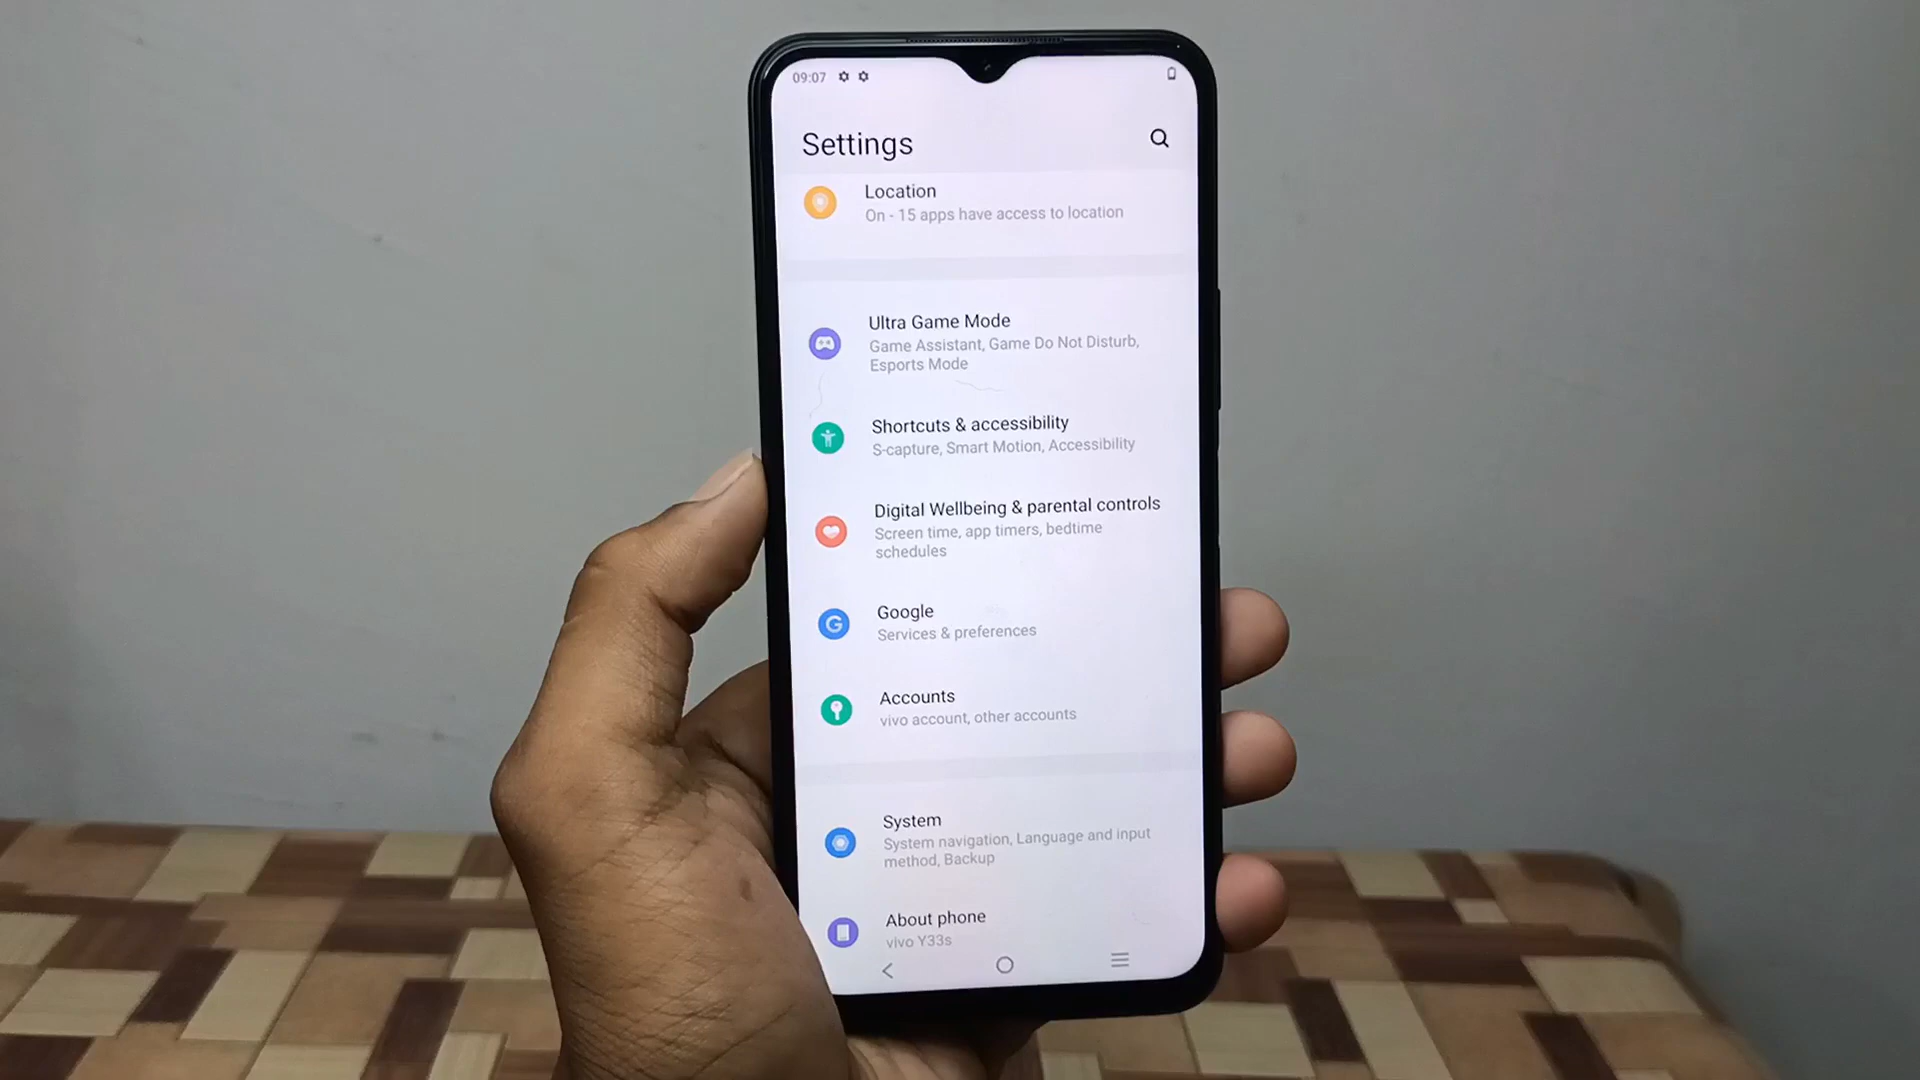 09:07
Settings
Location
On - 15 apps have access to location
Ultra Game Mode
Game Assistant, Game Do Not Disturb,
Esports Mode
Shortcuts & accessibility
S-capture, Smart Motion, Accessibility
Digital Wellbeing & parental controls
Screen time, app timers, bedtime
schedules
G
Google
Services & preferences
Accounts
vivo account, other accounts
System
System navigation, Language and input
method, Backup
About phone
vivo Y33s